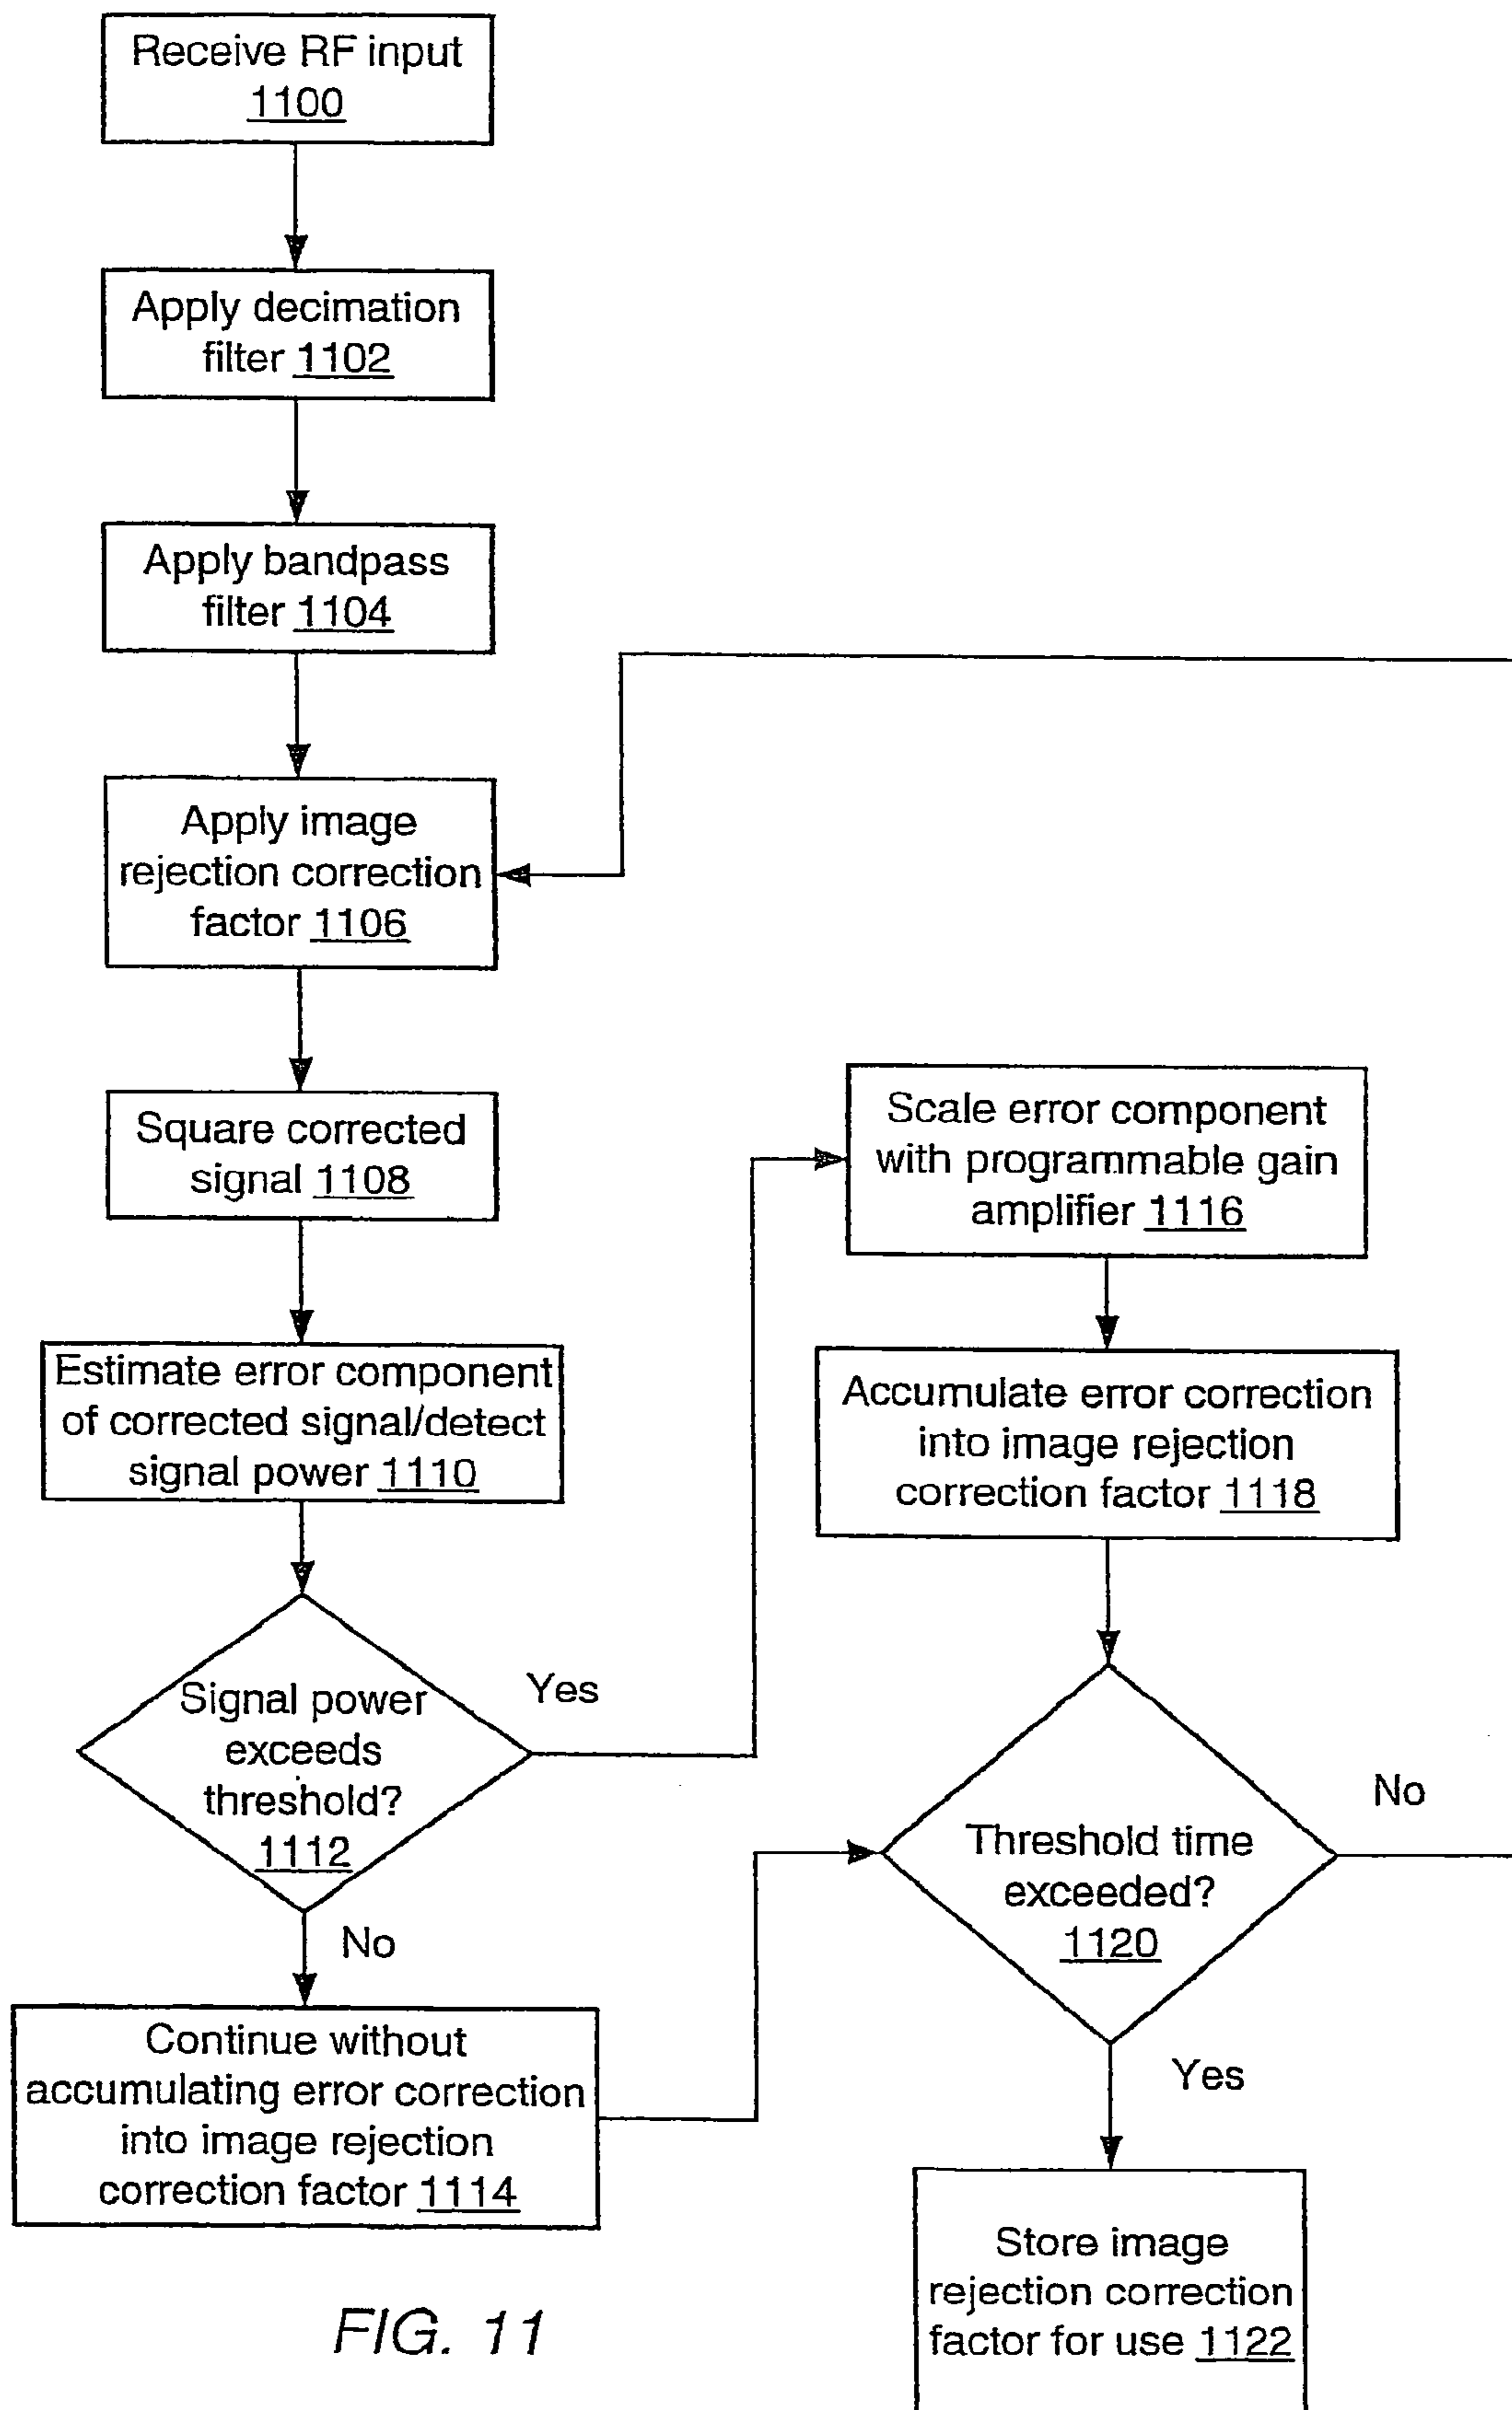 Receive RF input
1100
Apply decimation
filter 1102
Apply bandpass
filter 1104
Apply image
rejection correction
factor 1106
Square corrected
signal 1108
Estimate error component
of corrected signal/detect
signal power 1110
Signal power
exceeds
threshold?
1112
Yes
No
Continue without
accumulating error correction
into image rejection
correction factor 1114
Scale error component
with programmable gain
amplifier 1116
Accumulate error correction
into image rejection
correction factor 1118
Threshold time
exceeded?
1120
No
Yes
Store image
rejection correction
factor for use 1122
FIG. 11